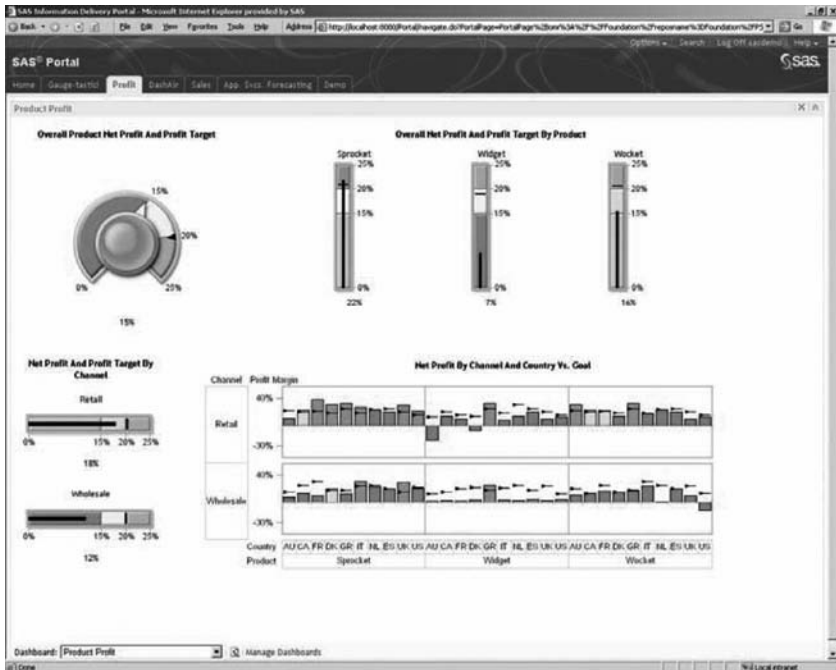 SAS Information Delivery Portal - Microsoft Internet Explorer provided by SAS
Back
File Edit View Favorites Tools Help
Address
Go
Options Search Log Off sasdemo Help
SAS® Portal
sas.
Home Gauge-tastic! Profit DashAir Sales App. Svcs. Forecasting Demo
Product Profit
Overall Product Net Profit And Profit Target
0%
15%
20%
25%
15%
Overall Net Profit And Profit Target By Product
Sprocket Widget Wocket
25% 25% 25%
20% 20% 20%
15% 15% 15%
0% 0% 0%
22% 7% 16%
Net Profit And Profit Target By
Channel
Retail
0% 15% 20% 25%
18%
Wholesale
0% 15% 20% 25%
12%
Net Profit By Channel And Country Vs. Goal
Channel Profit Margin
Retail
40%
-30%
Wholesale
40%
-30%
Country AU CA FR DK GR IT NL ES UK US AU CA FR DK GR IT NL ES UK US AU CA FR DK GR IT NL ES UK US
Product Sprocket Widget Wocket
Dashboard: Product Profit Manage Dashboards
Done
Local intranet